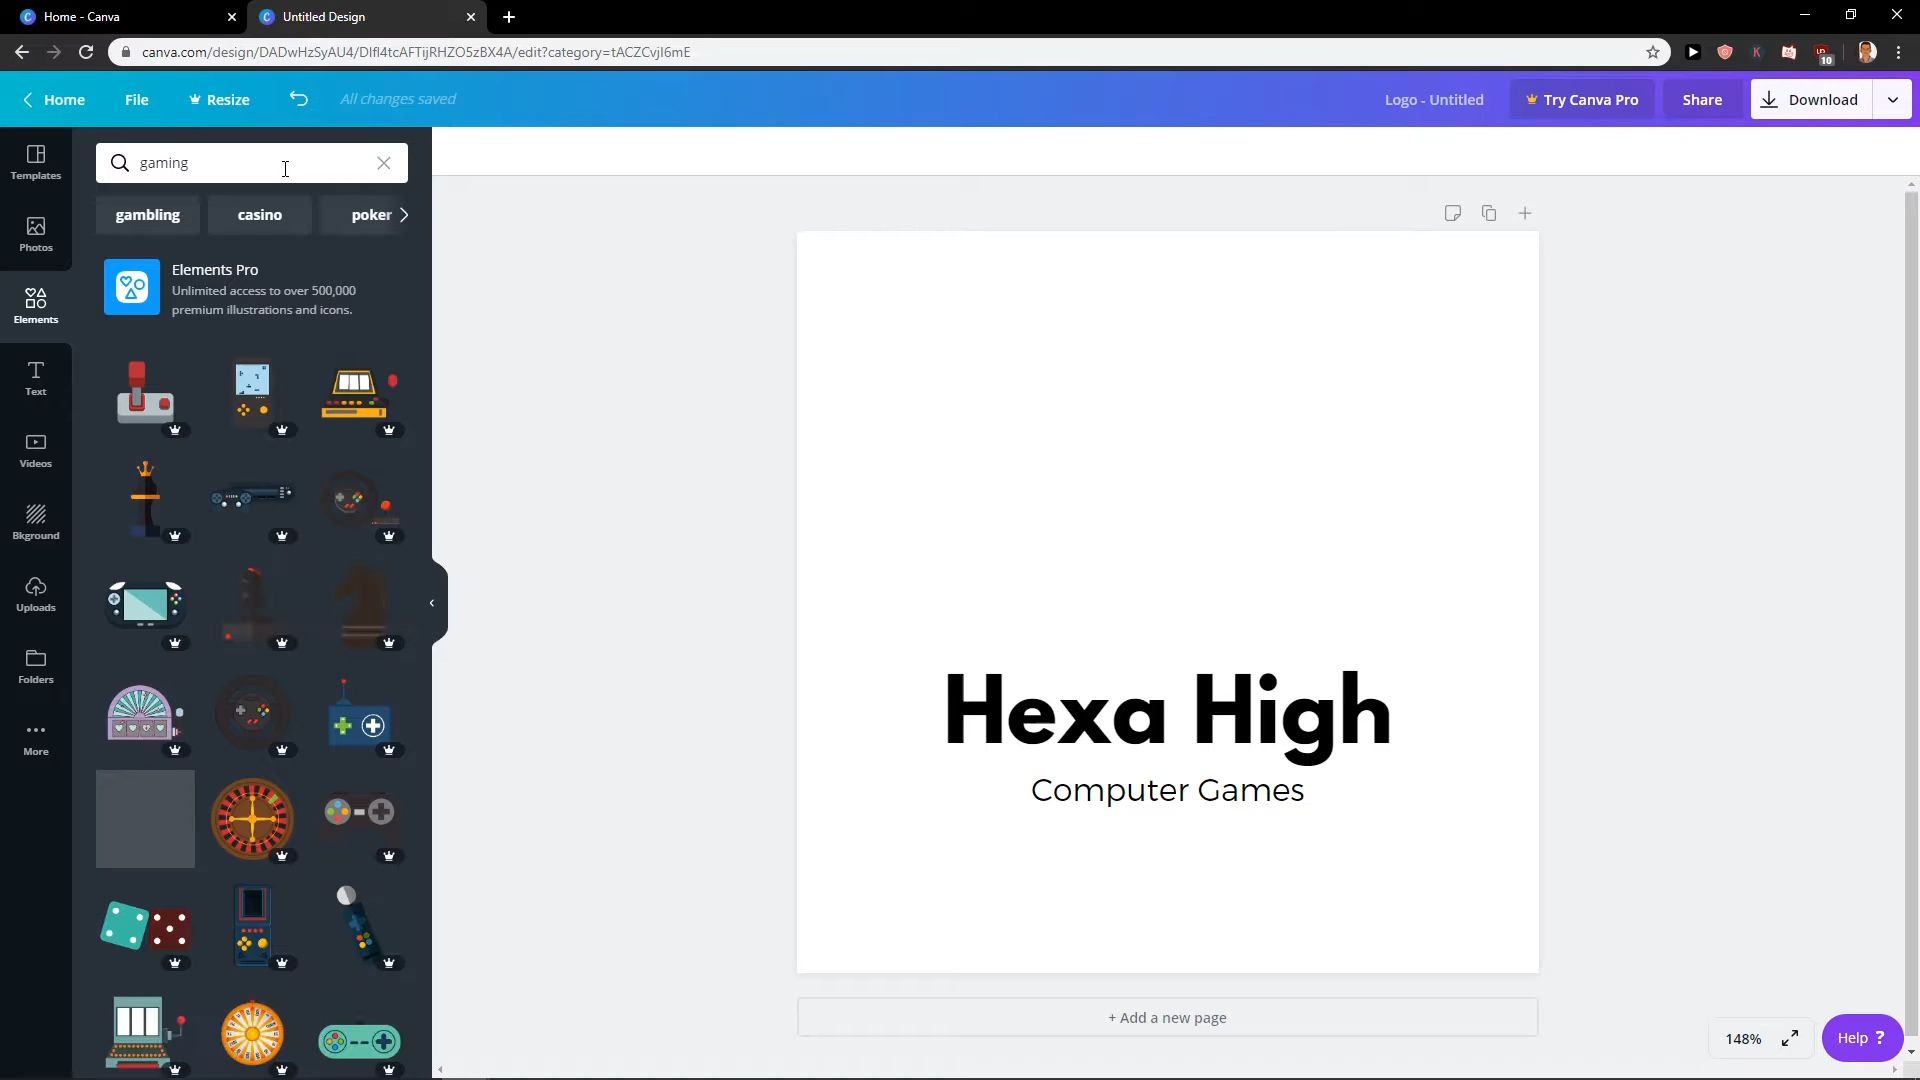 Home - Canva
Untitled Design
canva.com/design/DADwHzSyAU4/DlfI4tcAFTijRHZO5zBX4A/edit?category=tACZCvjI6mE
10
Home
File
Resize
All changes saved
Logo - Untitled
Try Canva Pro
Share
Download
Templates
Photos
Elements
Text
Videos
Bkground
Uploads
Folders
More
gaming
gambling
casino
poker
Elements Pro
Unlimited access to over 500,000
premium illustrations and icons.
Hexa High
Computer Games
+ Add a new page
148%
Help ?